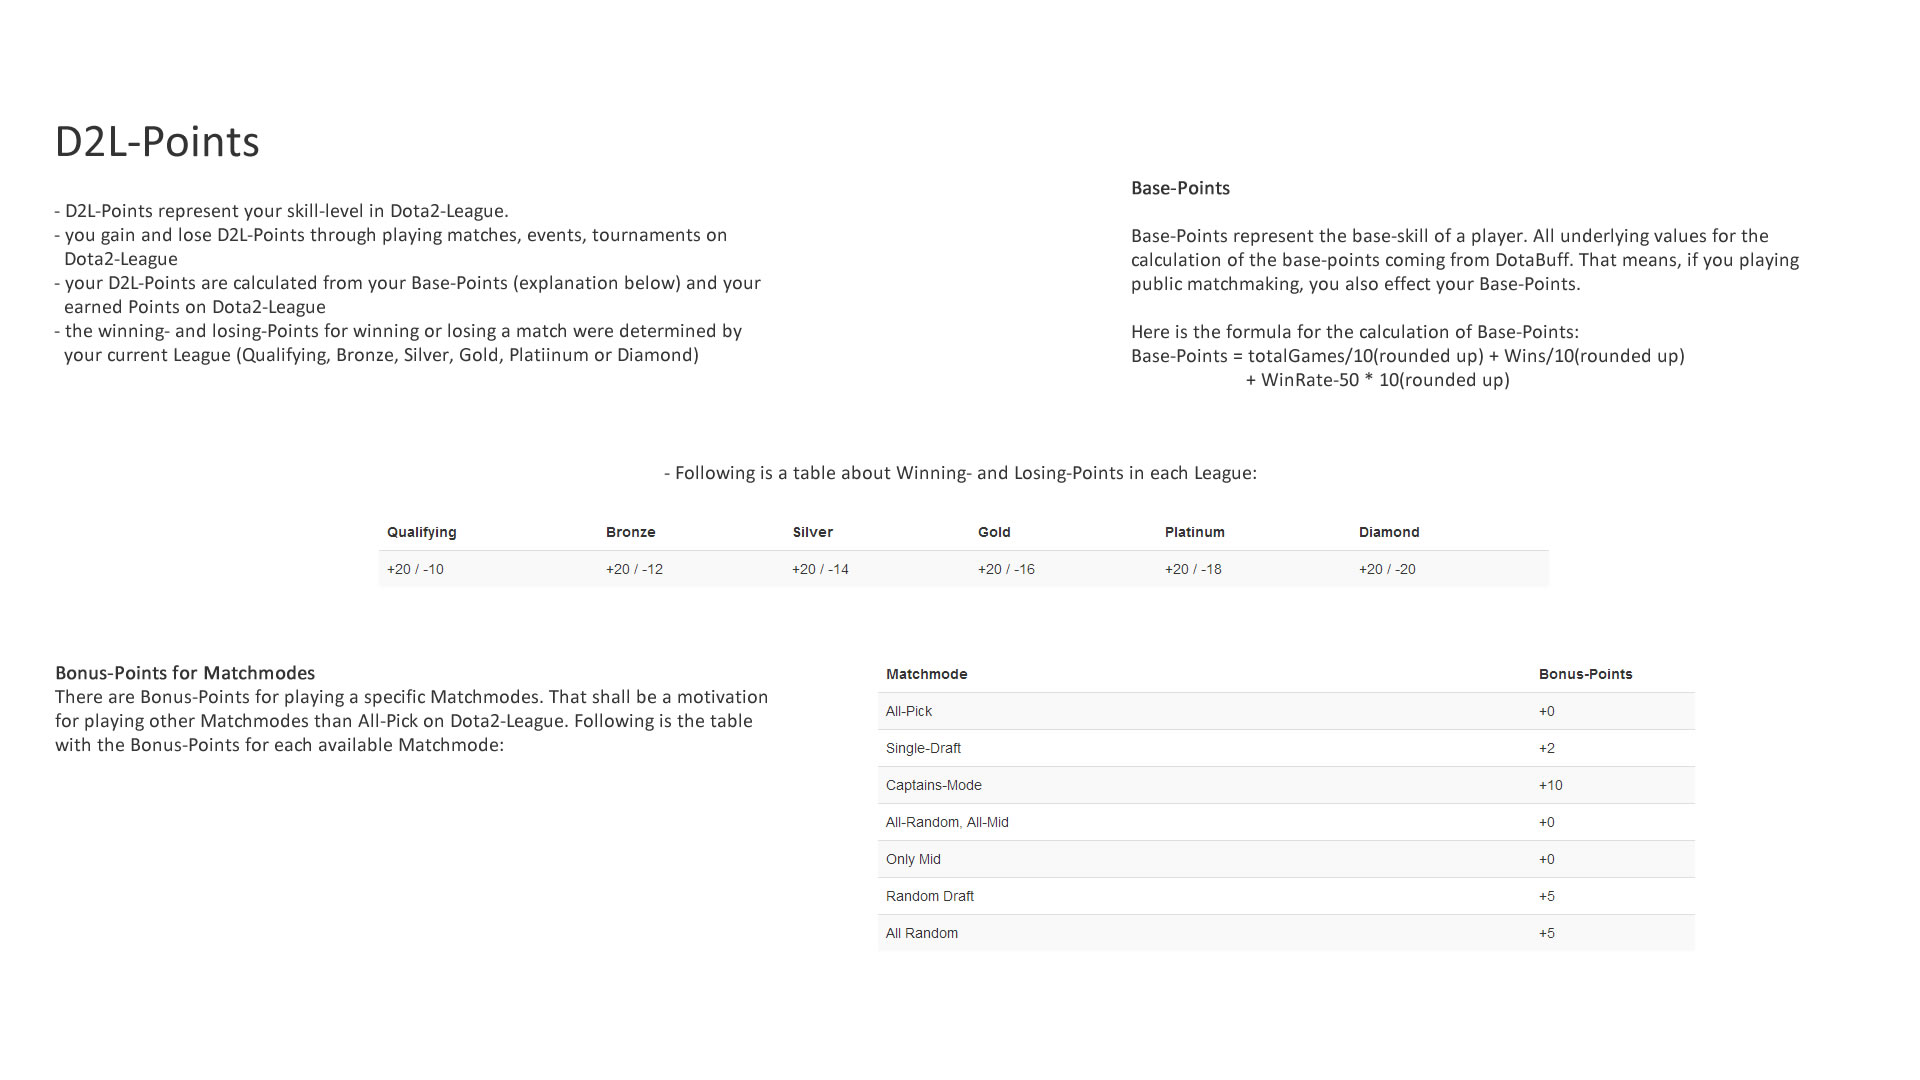 D2L-Points
- D2L-Points represent your skill-level in Dota2-League.
- you gain and lose D2L-Points through playing matches, events, tournaments on
Dota2-League
- your D2L-Points are calculated from your Base-Points (explanation below) and your
earned Points on Dota2-League
- the winning- and losing-Points for winning or losing a match were determined by
your current League (Qualifying, Bronze, Silver, Gold, Platiinum or Diamond)
Base-Points
Base-Points represent the base-skill of a player. All underlying values for the
calculation of the base-points coming from DotaBuff. That means, if you playing
public matchmaking, you also effect your Base-Points.
Here is the formula for the calculation of Base-Points:
Base-Points = totalGames/10(rounded up) + Wins/10(rounded up)
+ WinRate-50 * 10(rounded up)
- Following is a table about Winning- and Losing-Points in each League:
Qualifying Bronze Silver Gold Platinum Diamond
+20 / -10 +20 / -12 +20 / -14 +20 / -16 +20 / -18 +20 / -20
Bonus-Points for Matchmodes
There are Bonus-Points for playing a specific Matchmodes. That shall be a motivation
for playing other Matchmodes than All-Pick on Dota2-League. Following is the table
with the Bonus-Points for each available Matchmode:
Matchmode Bonus-Points
All-Pick +0
Single-Draft +2
Captains-Mode +10
All-Random, All-Mid +0
Only Mid +0
Random Draft +5
All Random +5